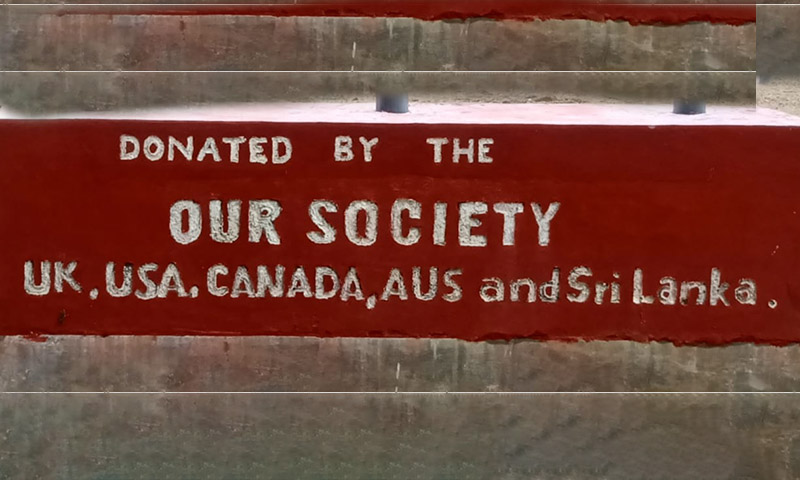 DONATED BY THE
OUR SOCIETY
UK, USA, CANADA, AUS and Sri Lanka.